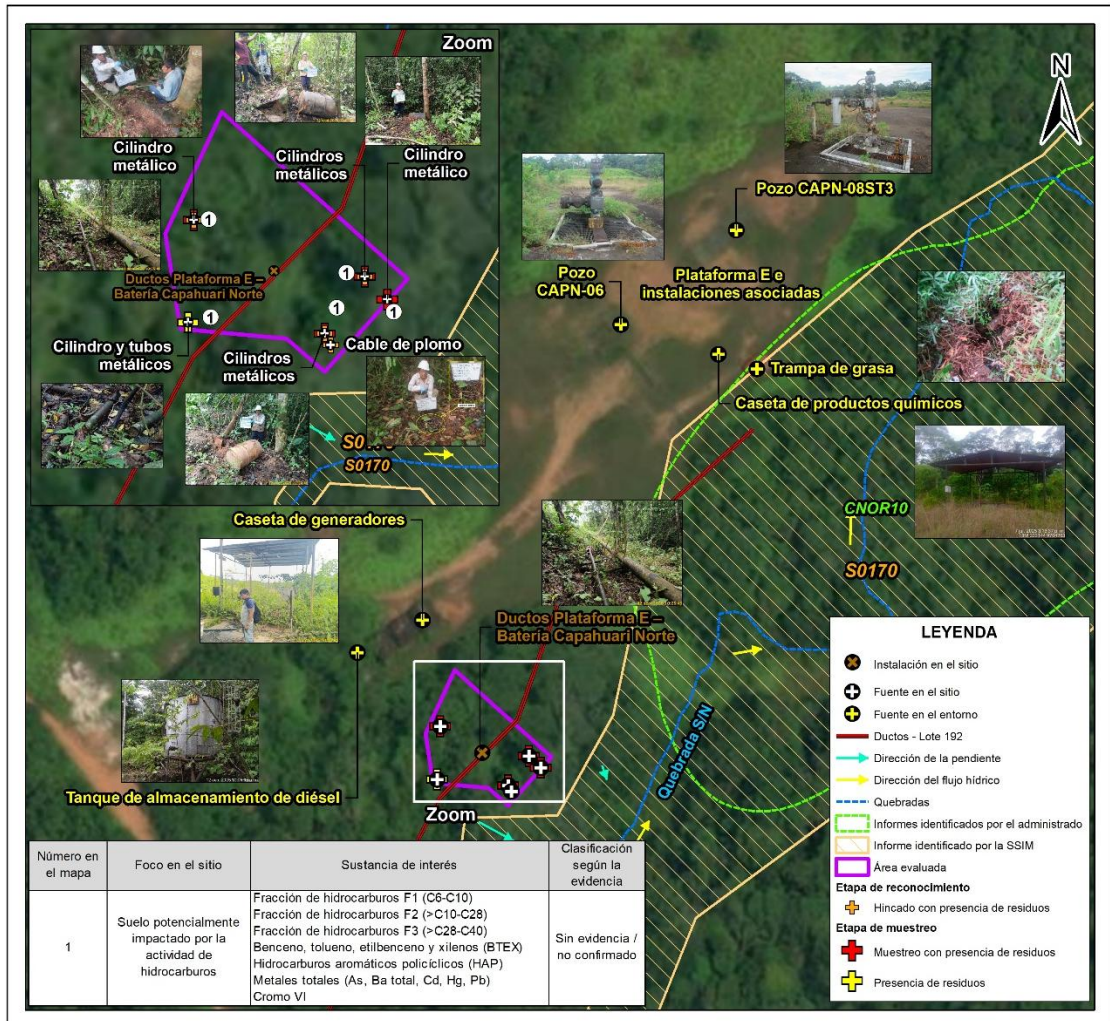 Zoom
N
Cilindro
metálico
Cilindros
metálicos
Cilindro
metálico
1
1
1
1
1
Ductos Plataforma E –
Batería Capahuari Norte
Cilindro y tubos
metálicos
Cilindros
metálicos
Cable de plomo
S0170
Pozo CAPN-08ST3
Pozo
CAPN-06
Plataforma E e
instalaciones asociadas
Trampa de grasa
Caseta de productos químicos
CNOR10
S0170
Caseta de generadores
Ductos Plataforma E –
Batería Capahuari Norte
Tanque de almacenamiento de diésel
Zoom
Quebrada S/N
LEYENDA
Instalación en el sitio
Fuente en el sitio
Fuente en el entorno
Ductos - Lote 192
Dirección de la pendiente
Dirección del flujo hídrico
Quebradas
Informes identificados por el administrado
Informe identificado por la SSIM
Área evaluada
Etapa de reconocimiento
Hincado con presencia de residuos
Etapa de muestreo
Muestreo con presencia de residuos
Presencia de residuos
Número en
el mapa
Foco en el sitio
Sustancia de interés
Clasificación
según la
evidencia
1
Suelo potencialmente
impactado por la
actividad de
hidrocarburos
Fracción de hidrocarburos F1 (C6-C10)
Fracción de hidrocarburos F2 (>C10-C28)
Fracción de hidrocarburos F3 (>C28-C40)
Benceno, tolueno, etilbenceno y xilenos (BTEX)
Hidrocarburos aromáticos policíclicos (HAP)
Metales totales (As, Ba total, Cd, Hg, Pb)
Cromo VI
Sin evidencia /
no confirmado